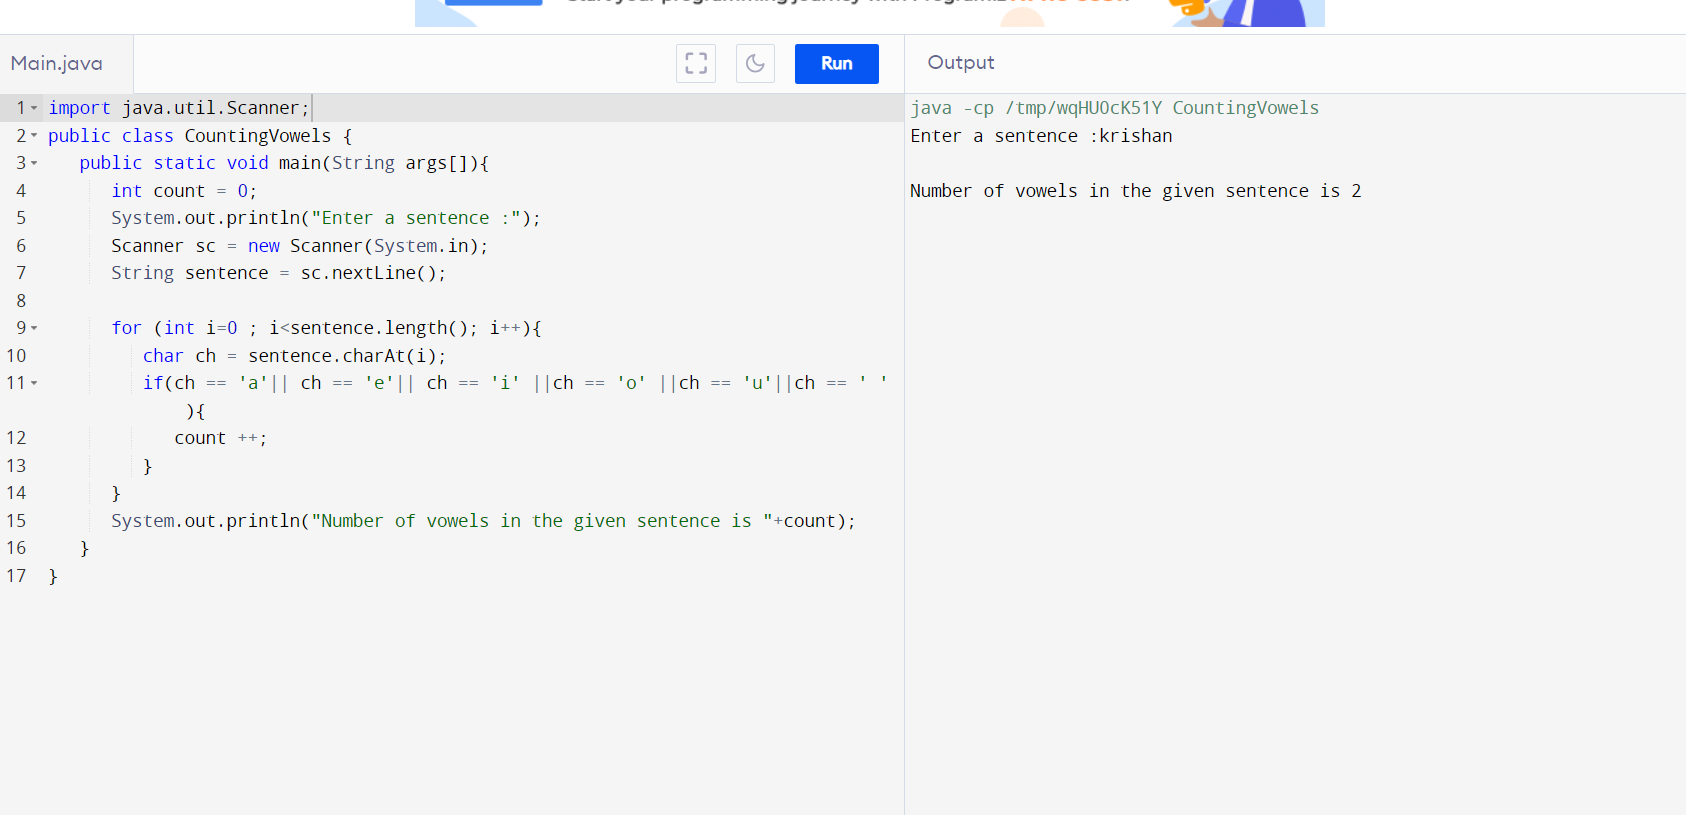 Main.java
Run
Output
1 import java.util.Scanner;
2 public class CountingVowels {
3 public static void main(String args[]){
4 int count = 0;
5 System.out.println("Enter a sentence :");
6 Scanner sc = new Scanner(System.in);
7 String sentence = sc.nextLine();
8
9 for (int i=0 ; i<sentence.length(); i++){
10 char ch = sentence.charAt(i);
11 if(ch == 'a'|| ch == 'e'|| ch == 'i' ||ch == 'o' ||ch == 'u'||ch == ' '
){
12 count ++;
13 }
14 }
15 System.out.println("Number of vowels in the given sentence is "+count);
16 }
17 }
java -cp /tmp/wqHU0cK51Y CountingVowels
Enter a sentence :krishan
Number of vowels in the given sentence is 2